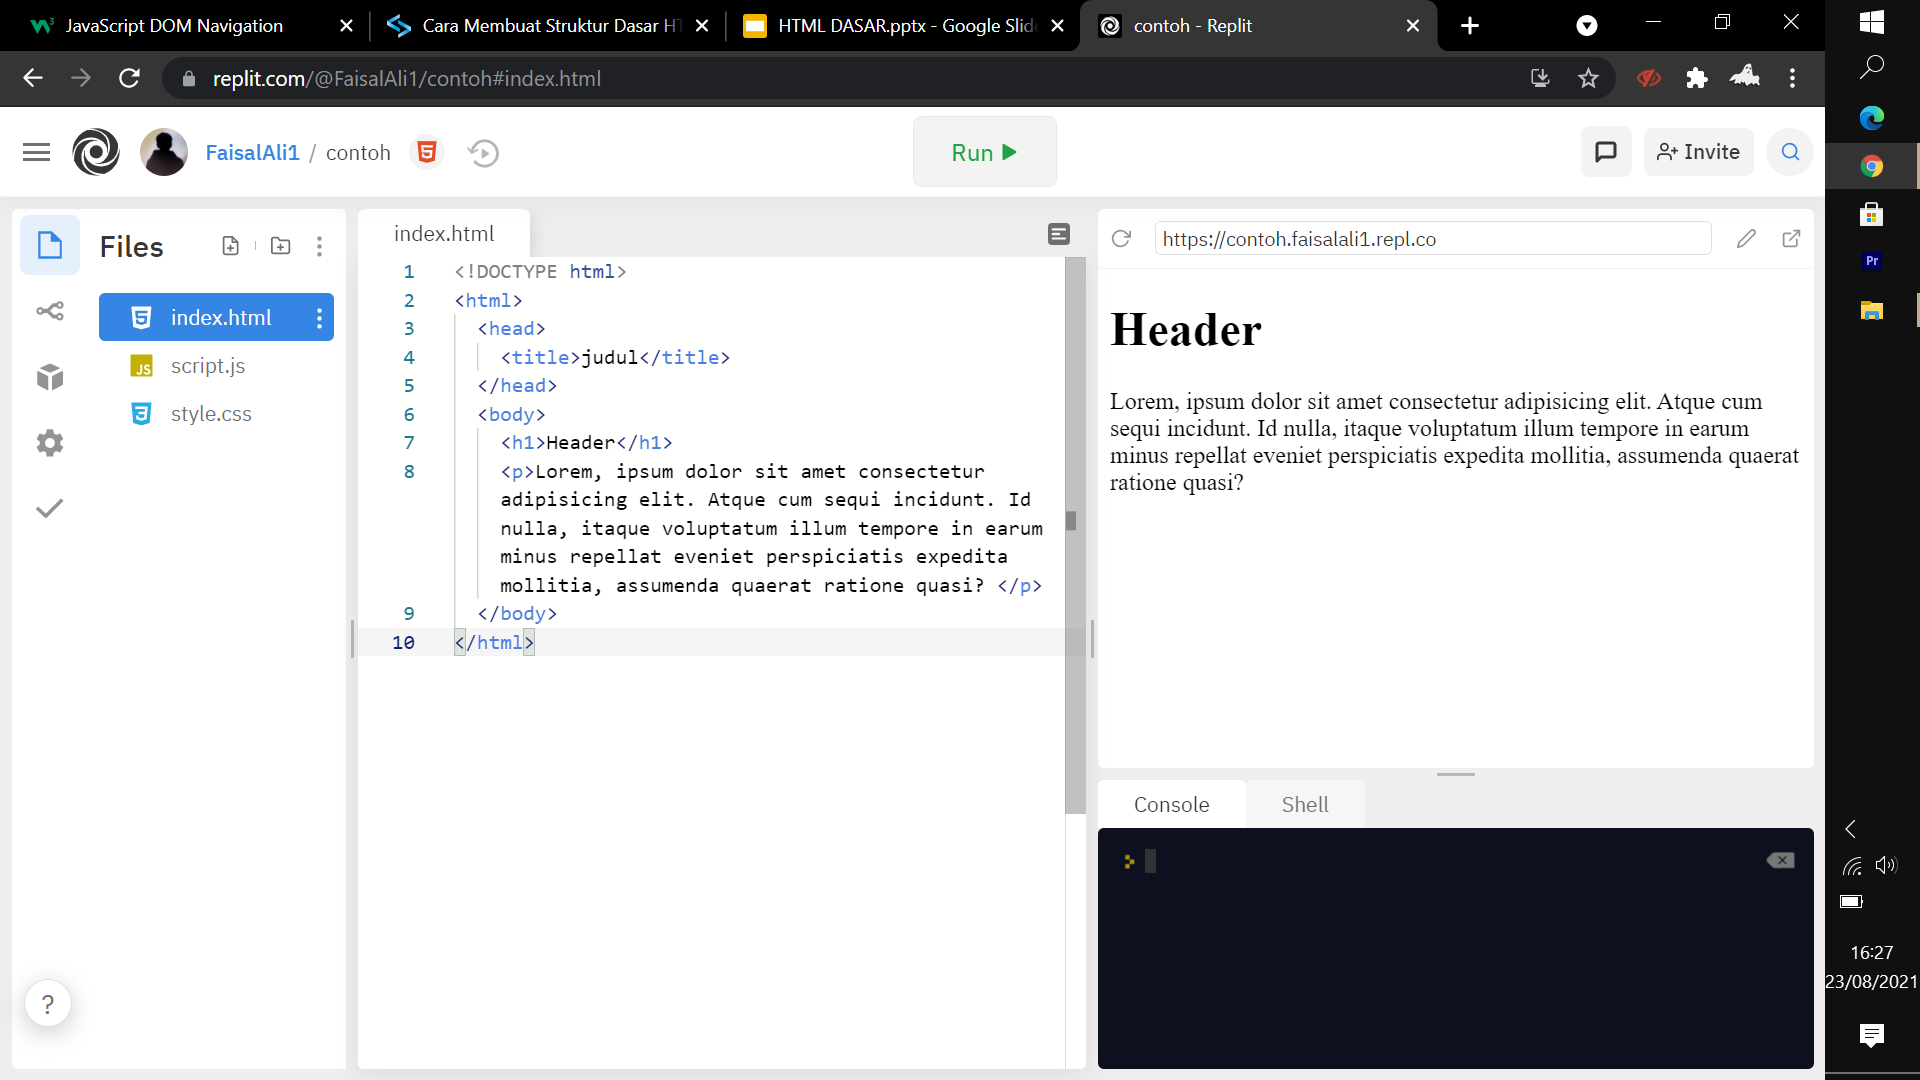 JavaScript DOM Navigation
Cara Membuat Struktur Dasar HT
HTML DASAR.pptx - Google Slide
contoh - Replit
replit.com/@FaisalAli1/contoh#index.html
FaisalAli1 / contoh
Run
Invite
Files
index.html
script.js
style.css
index.html
1 <!DOCTYPE html>
2 <html>
3 <head>
4 <title>judul</title>
5 </head>
6 <body>
7 <h1>Header</h1>
8 <p>Lorem, ipsum dolor sit amet consectetur
adipisicing elit. Atque cum sequi incidunt. Id
nulla, itaque voluptatum illum tempore in earum
minus repellat eveniet perspiciatis expedita
mollitia, assumenda quaerat ratione quasi? </p>
9 </body>
10 </html>
https://contoh.faisalali1.repl.co
Header
Lorem, ipsum dolor sit amet consectetur adipisicing elit. Atque cum
sequi incidunt. Id nulla, itaque voluptatum illum tempore in earum
minus repellat eveniet perspiciatis expedita mollitia, assumenda quaerat
ratione quasi?
Console
Shell
?
Pr
16:27
23/08/2021